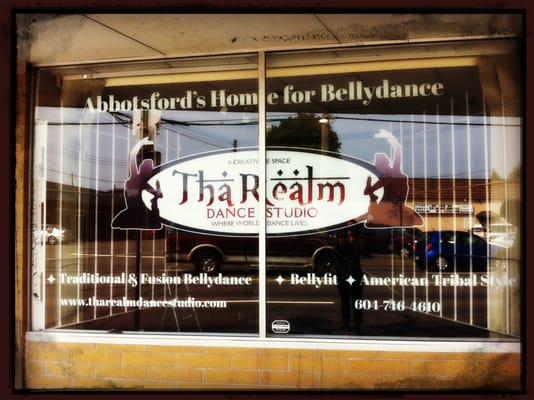 Abbotsford's Home for Bellydance
A CREATIVE SPACE
Tha Realm
DANCE STUDIO
WHERE WORLD DANCE LIVES
Traditional & Fusion Bellydance Bellyfit American Tribal Style
www.tharealmdancestudio.com 604-746-4610